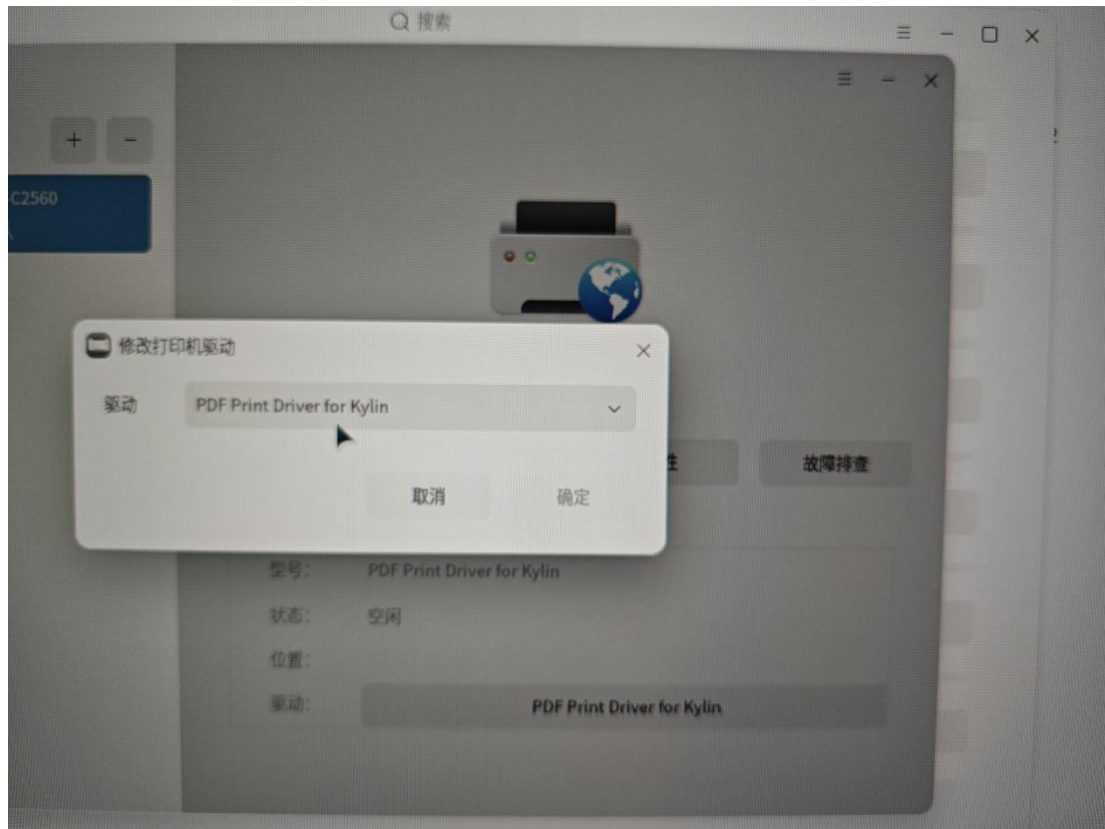 搜索
C2560
修改打印机驱动
驱动 PDF Print Driver for Kylin
性 故障排查
取消 确定
型号: PDF Print Driver for Kylin
状态: 空闲
位置:
驱动: PDF Print Driver for Kylin